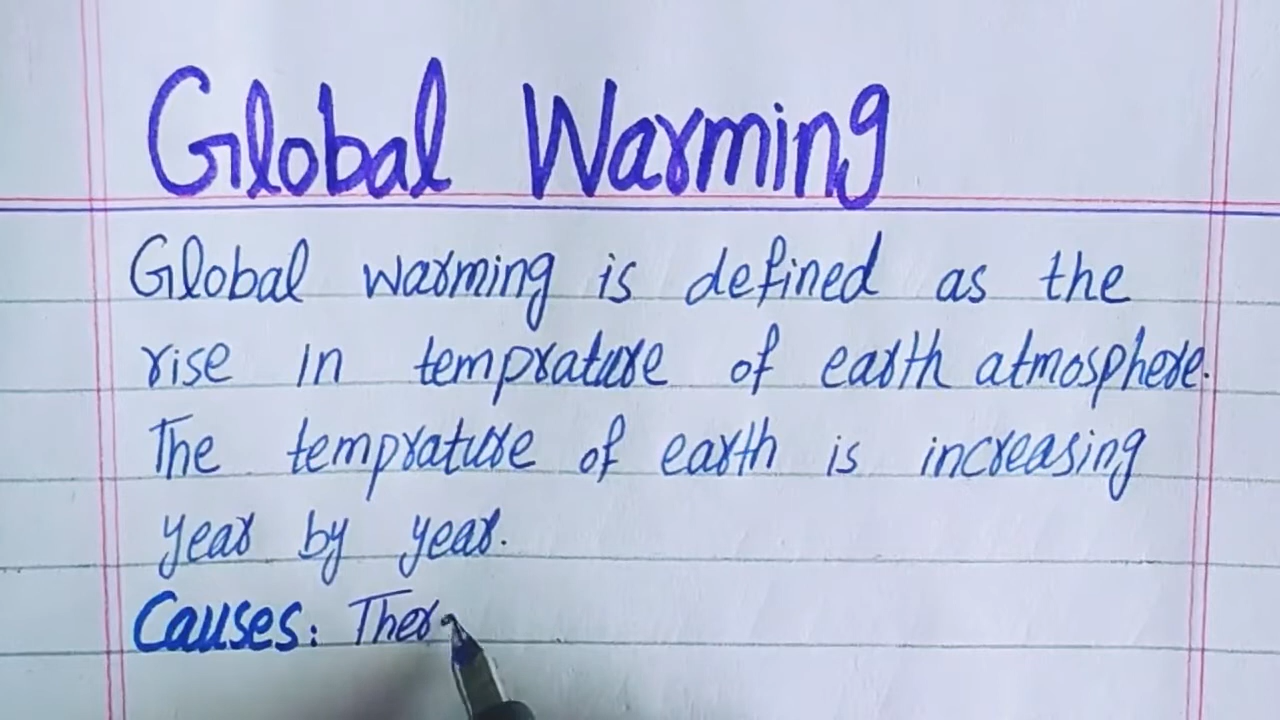 Global Warming
Global warming is defined as the
rise in temprature of earth atmosphere.
The temprature of earth is increasing
year by year.
Causes: Ther